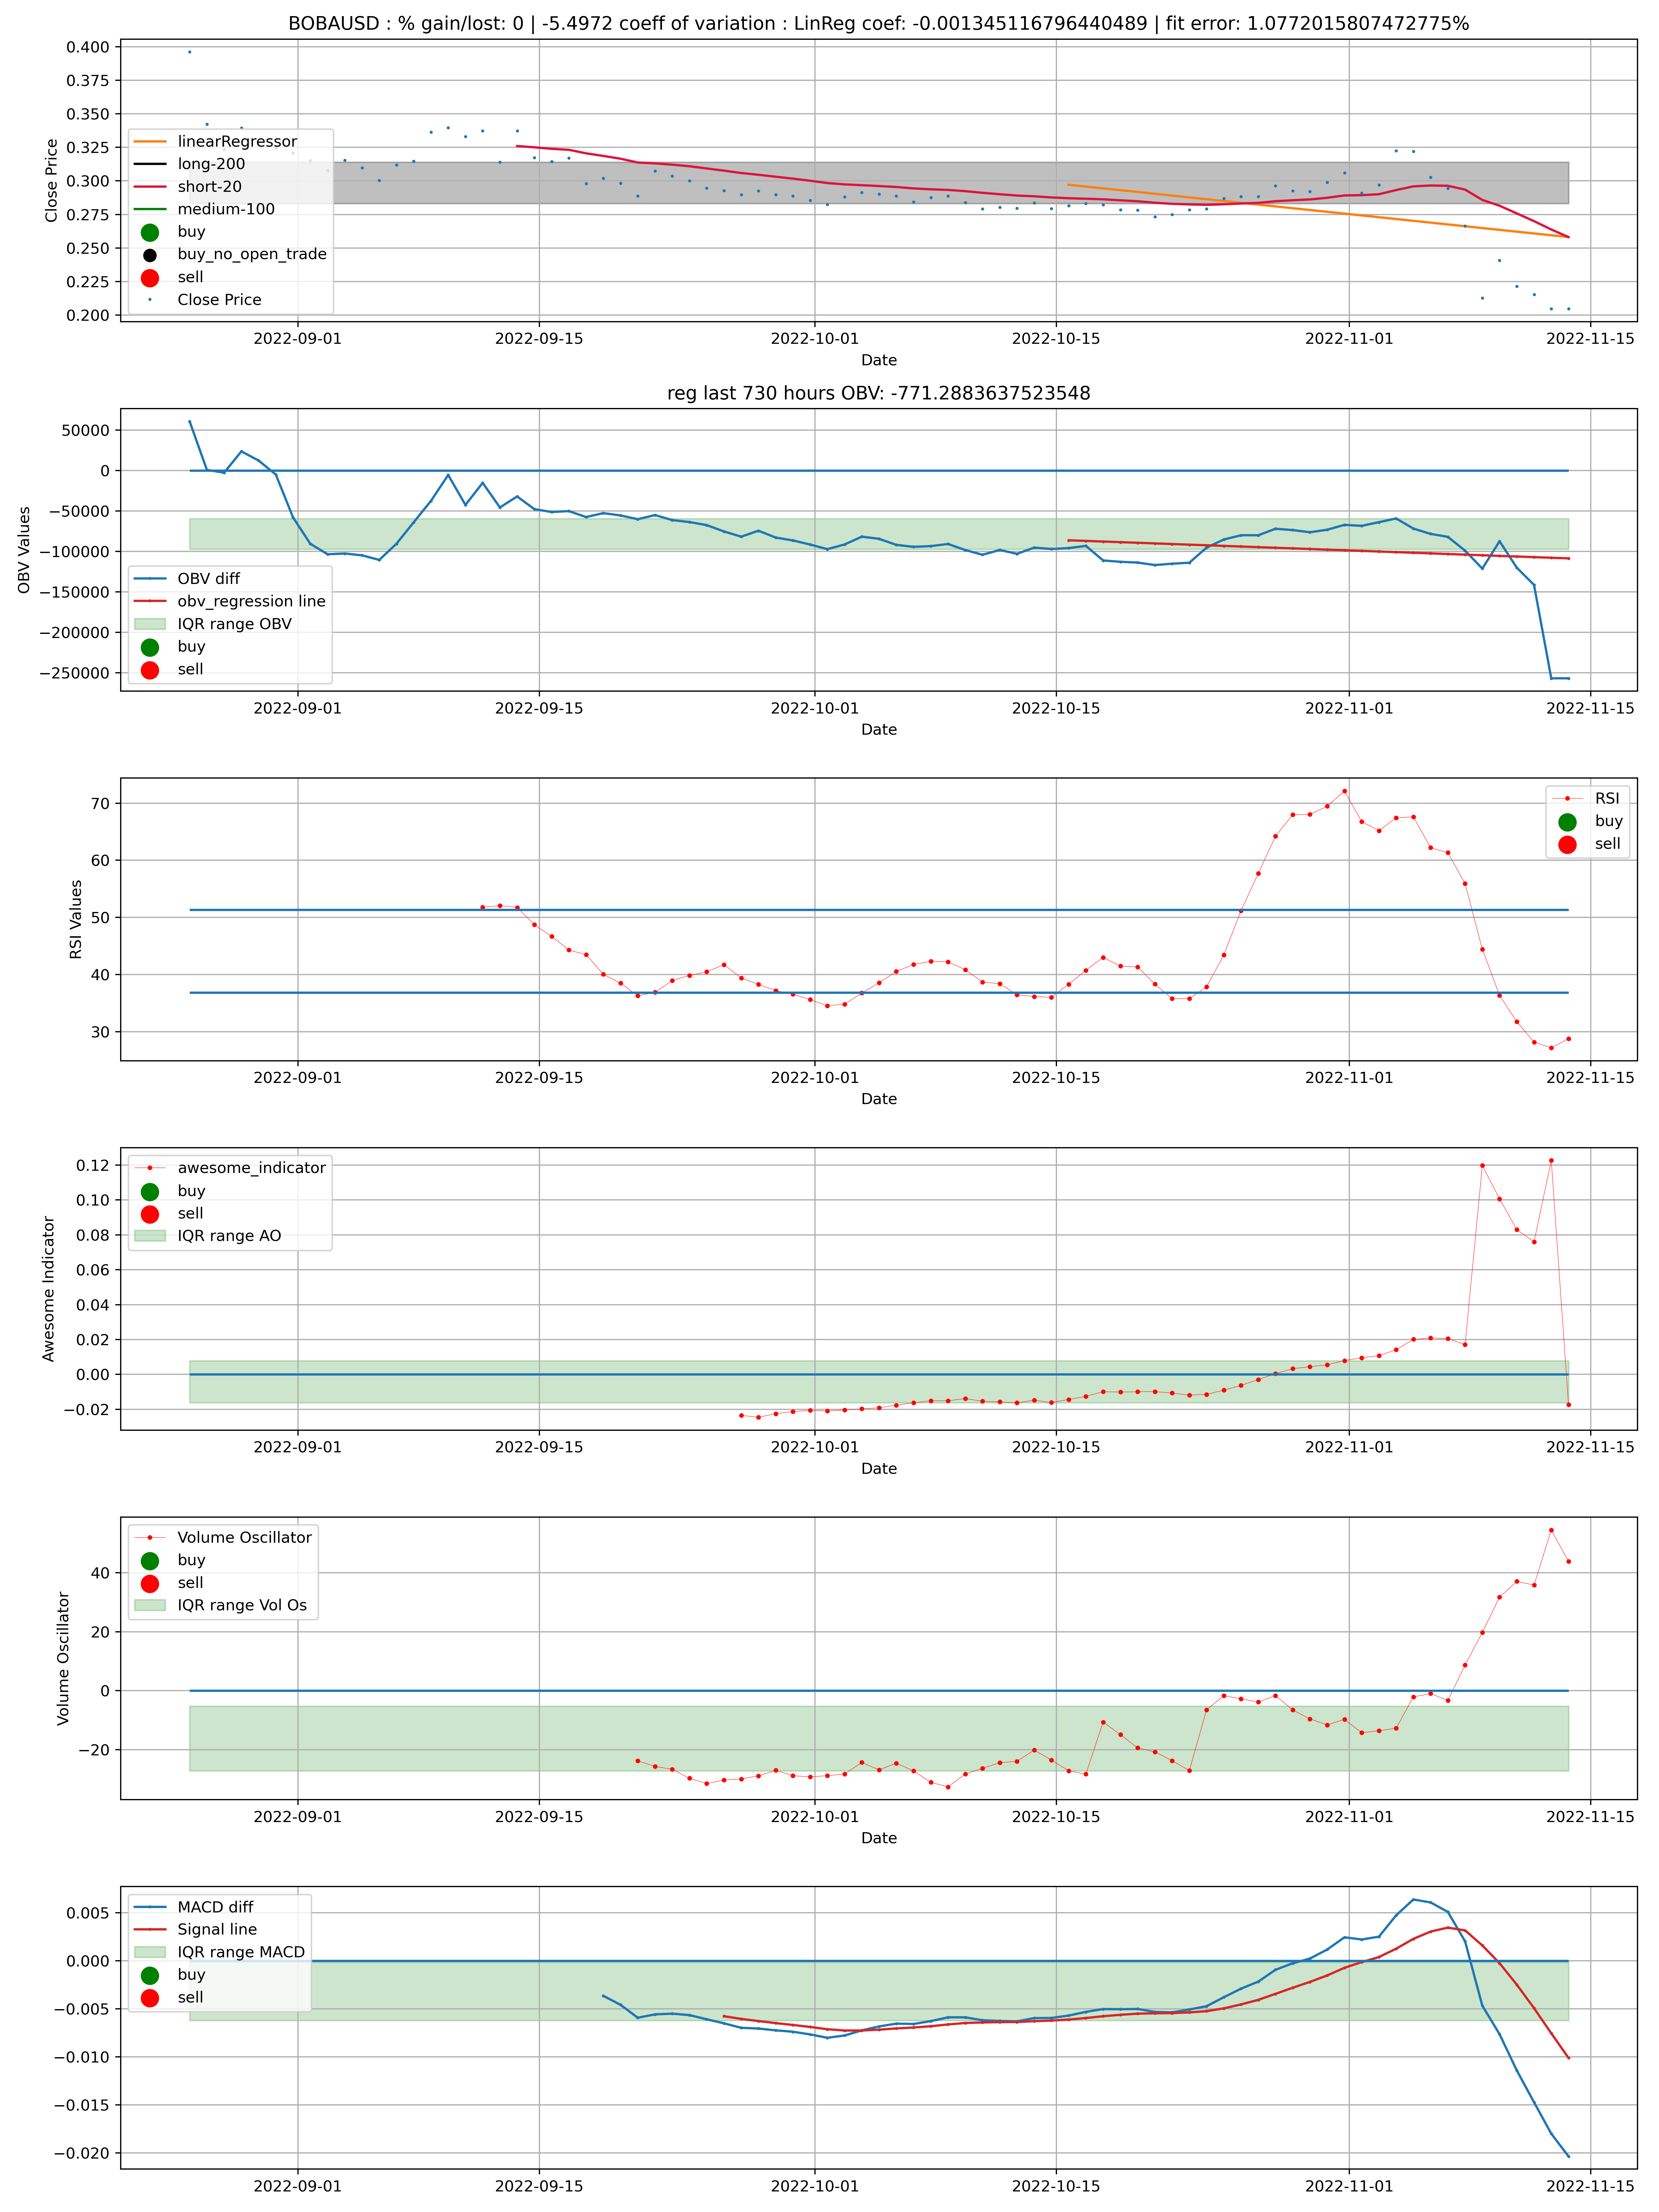 BOBAUSD : % gain/lost: 0 | -5.4972 coeff of variation : LinReg coef: -0.001345116796440489 | fit error: 1.0772015807472775%
0.400
0.375
0.350
0.325
0.300
0.275
0.250
0.225
0.200
Close Price
linearRegressor
long-200
short-20
medium-100
buy
buy_no_open_trade
sell
Close Price
2022-09-01 2022-09-15 2022-10-01 2022-10-15 2022-11-01 2022-11-15
Date
reg last 730 hours OBV: -771.2883637523548
50000
0
−50000
−100000
−150000
−200000
−250000
OBV Values
OBV diff
obv_regression line
IQR range OBV
buy
sell
2022-09-01 2022-09-15 2022-10-01 2022-10-15 2022-11-01 2022-11-15
Date
70
60
50
40
30
RSI Values
RSI
buy
sell
2022-09-01 2022-09-15 2022-10-01 2022-10-15 2022-11-01 2022-11-15
Date
0.12
0.10
0.08
0.06
0.04
0.02
0.00
−0.02
Awesome Indicator
awesome_indicator
buy
sell
IQR range AO
2022-09-01 2022-09-15 2022-10-01 2022-10-15 2022-11-01 2022-11-15
Date
40
20
0
−20
Volume Oscillator
Volume Oscillator
buy
sell
IQR range Vol Os
2022-09-01 2022-09-15 2022-10-01 2022-10-15 2022-11-01 2022-11-15
Date
0.005
0.000
−0.005
−0.010
−0.015
−0.020
MACD diff
Signal line
IQR range MACD
buy
sell
2022-09-01 2022-09-15 2022-10-01 2022-10-15 2022-11-01 2022-11-15